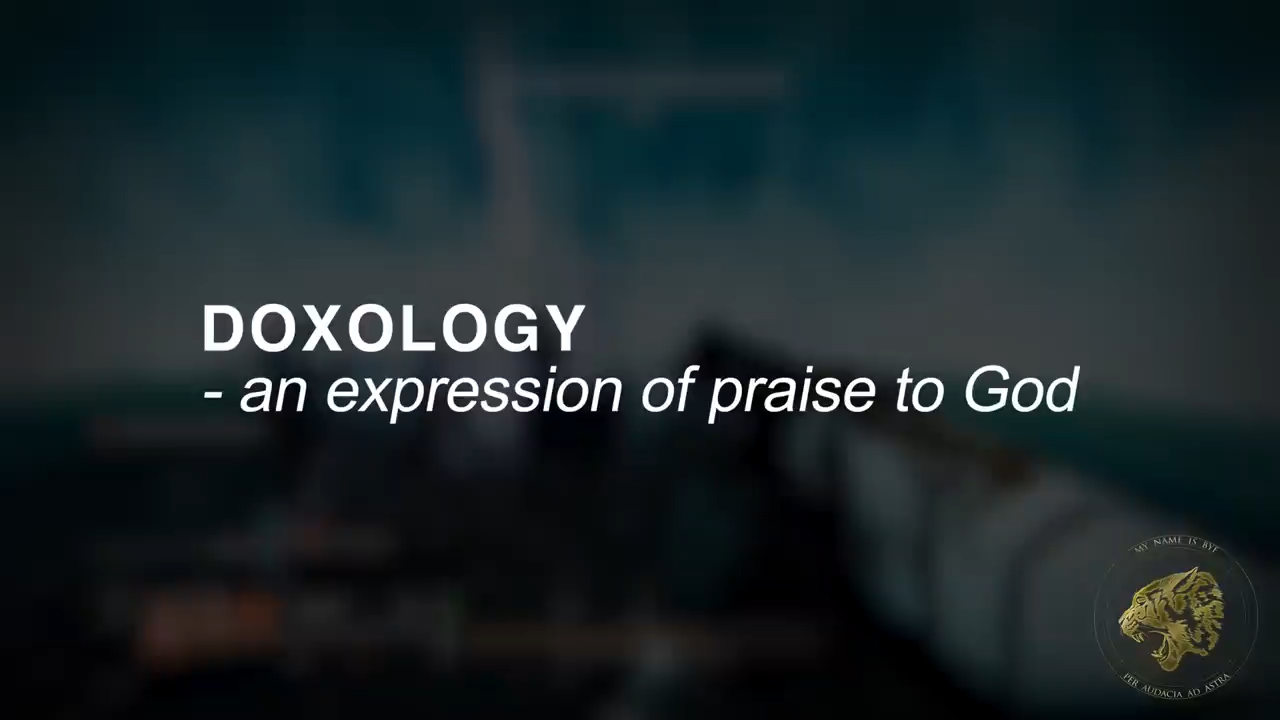 DOXOLOGY
- an expression of praise to God
MY NAME IS BYF
PER AUDACIA AD ASTRA